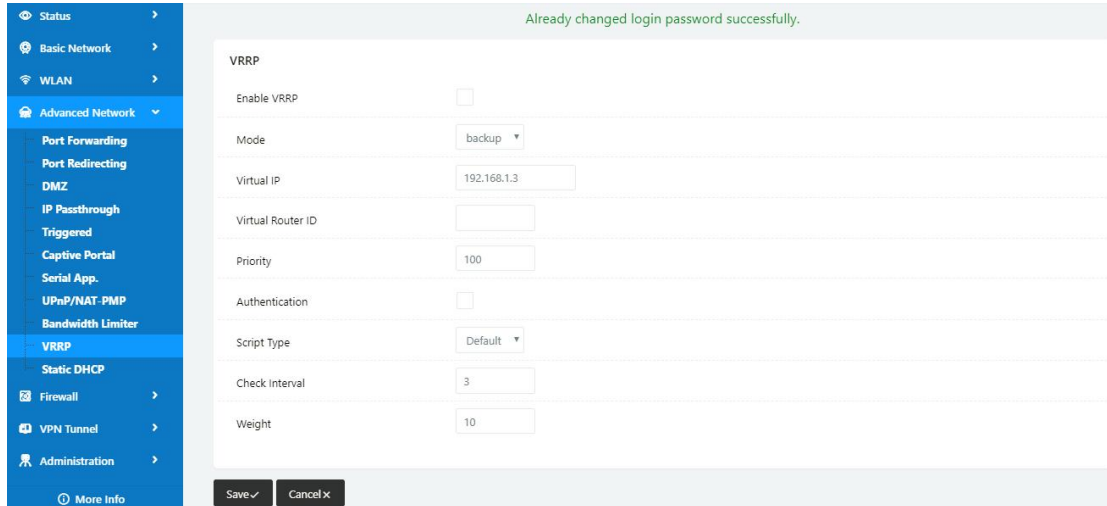 Status
Basic Network
WLAN
Advanced Network
Port Forwarding
Port Redirecting
DMZ
IP Passthrough
Triggered
Captive Portal
Serial App.
UPnP/NAT-PMP
Bandwidth Limiter
VRRP
Static DHCP
Firewall
VPN Tunnel
Administration
More Info
Already changed login password successfully.
VRRP
Enable VRRP
Mode backup
Virtual IP 192.168.1.3
Virtual Router ID
Priority 100
Authentication
Script Type Default
Check Interval 3
Weight 10
Save Cancel